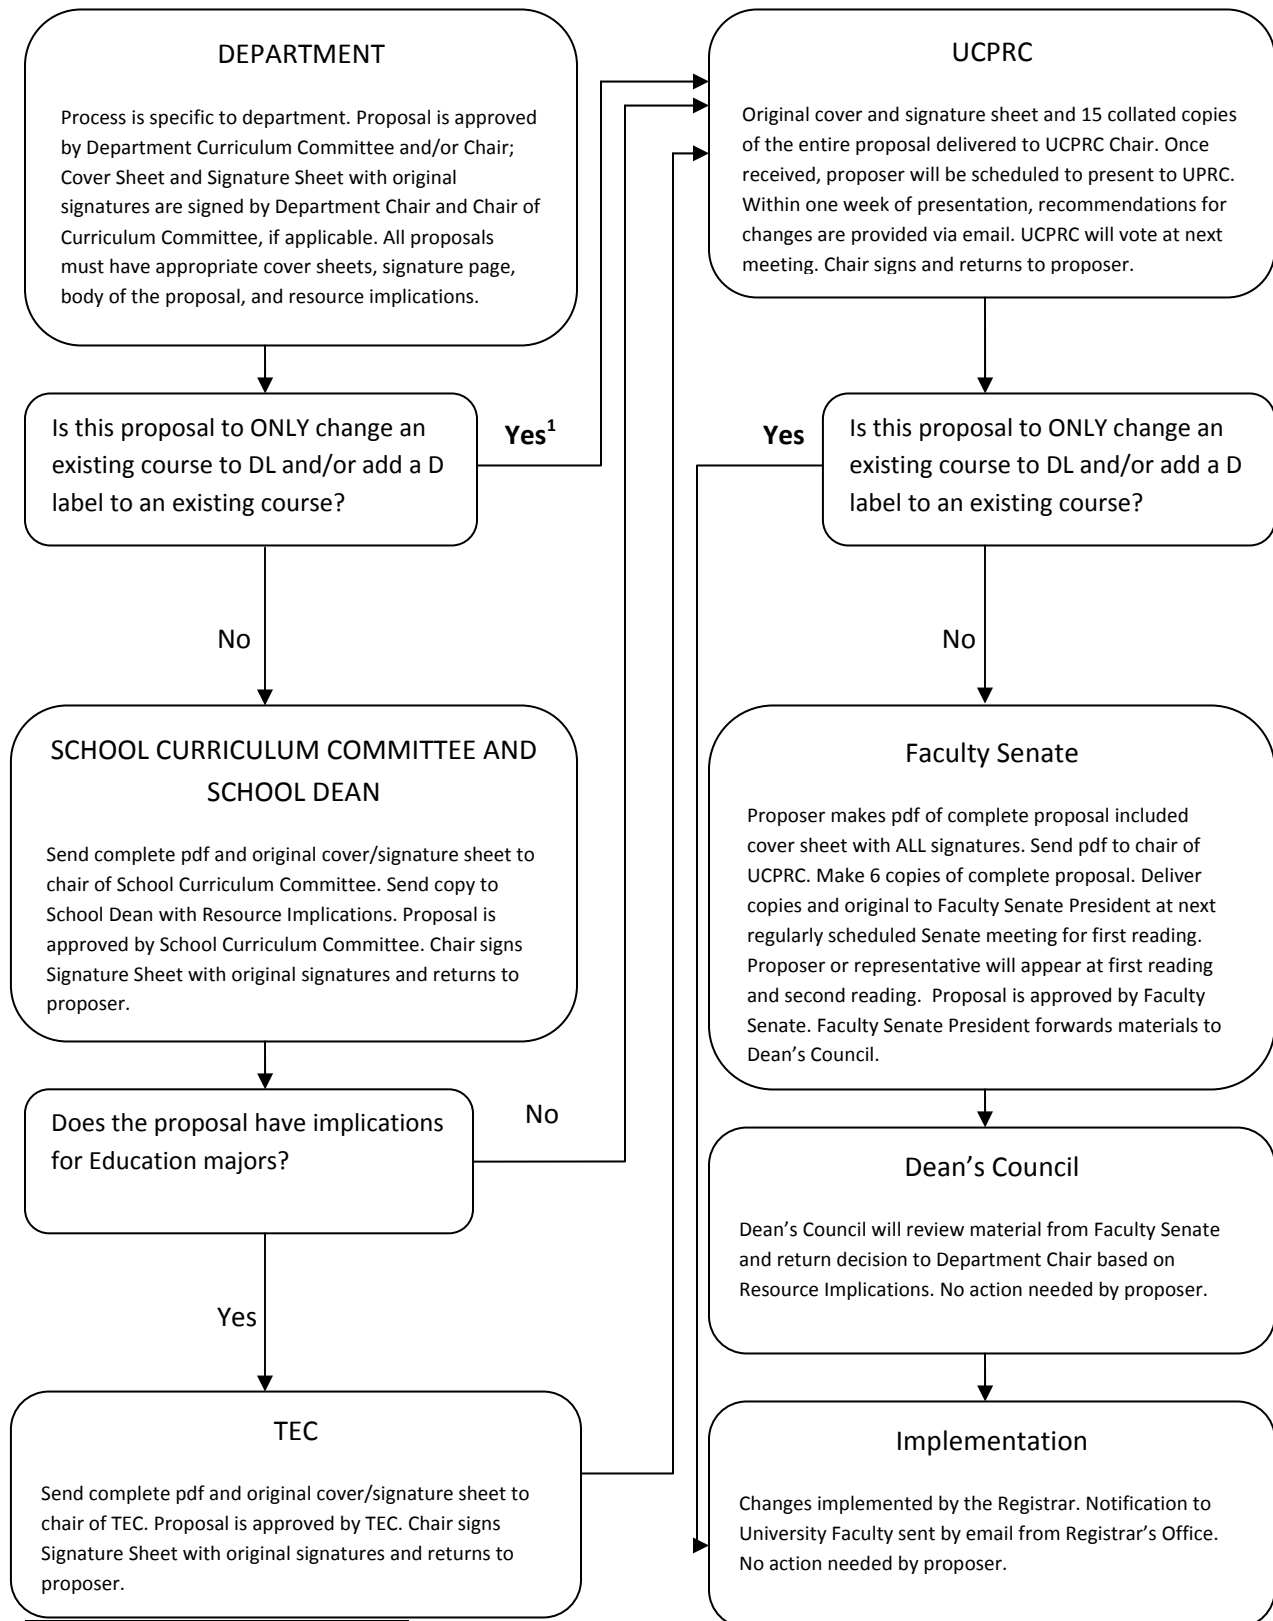 DEPARTMENT
Process is specific to department. Proposal is approved
by Department Curriculum Committee and/or Chair;
Cover Sheet and Signature Sheet with original
signatures are signed by Department Chair and Chair of
Curriculum Committee, if applicable. All proposals
must have appropriate cover sheets, signature page,
body of the proposal, and resource implications.
Is this proposal to ONLY change an
existing course to DL and/or add a D
label to an existing course?
Yes¹
No
SCHOOL CURRICULUM COMMITTEE AND
SCHOOL DEAN
Send complete pdf and original cover/signature sheet to
chair of School Curriculum Committee. Send copy to
School Dean with Resource Implications. Proposal is
approved by School Curriculum Committee. Chair signs
Signature Sheet with original signatures and returns to
proposer.
Does the proposal have implications
for Education majors?
No
Yes
TEC
Send complete pdf and original cover/signature sheet to
chair of TEC. Proposal is approved by TEC. Chair signs
Signature Sheet with original signatures and returns to
proposer.
UCPRC
Original cover and signature sheet and 15 collated copies
of the entire proposal delivered to UCPRC Chair. Once
received, proposer will be scheduled to present to UPRC.
Within one week of presentation, recommendations for
changes are provided via email. UCPRC will vote at next
meeting. Chair signs and returns to proposer.
Yes
Is this proposal to ONLY change an
existing course to DL and/or add a D
label to an existing course?
No
Faculty Senate
Proposer makes pdf of complete proposal included
cover sheet with ALL signatures. Send pdf to chair of
UCPRC. Make 6 copies of complete proposal. Deliver
copies and original to Faculty Senate President at next
regularly scheduled Senate meeting for first reading.
Proposer or representative will appear at first reading
and second reading.  Proposal is approved by Faculty
Senate. Faculty Senate President forwards materials to
Dean’s Council.
Dean’s Council
Dean’s Council will review material from Faculty Senate
and return decision to Department Chair based on
Resource Implications. No action needed by proposer.
Implementation
Changes implemented by the Registrar. Notification to
University Faculty sent by email from Registrar’s Office.
No action needed by proposer.